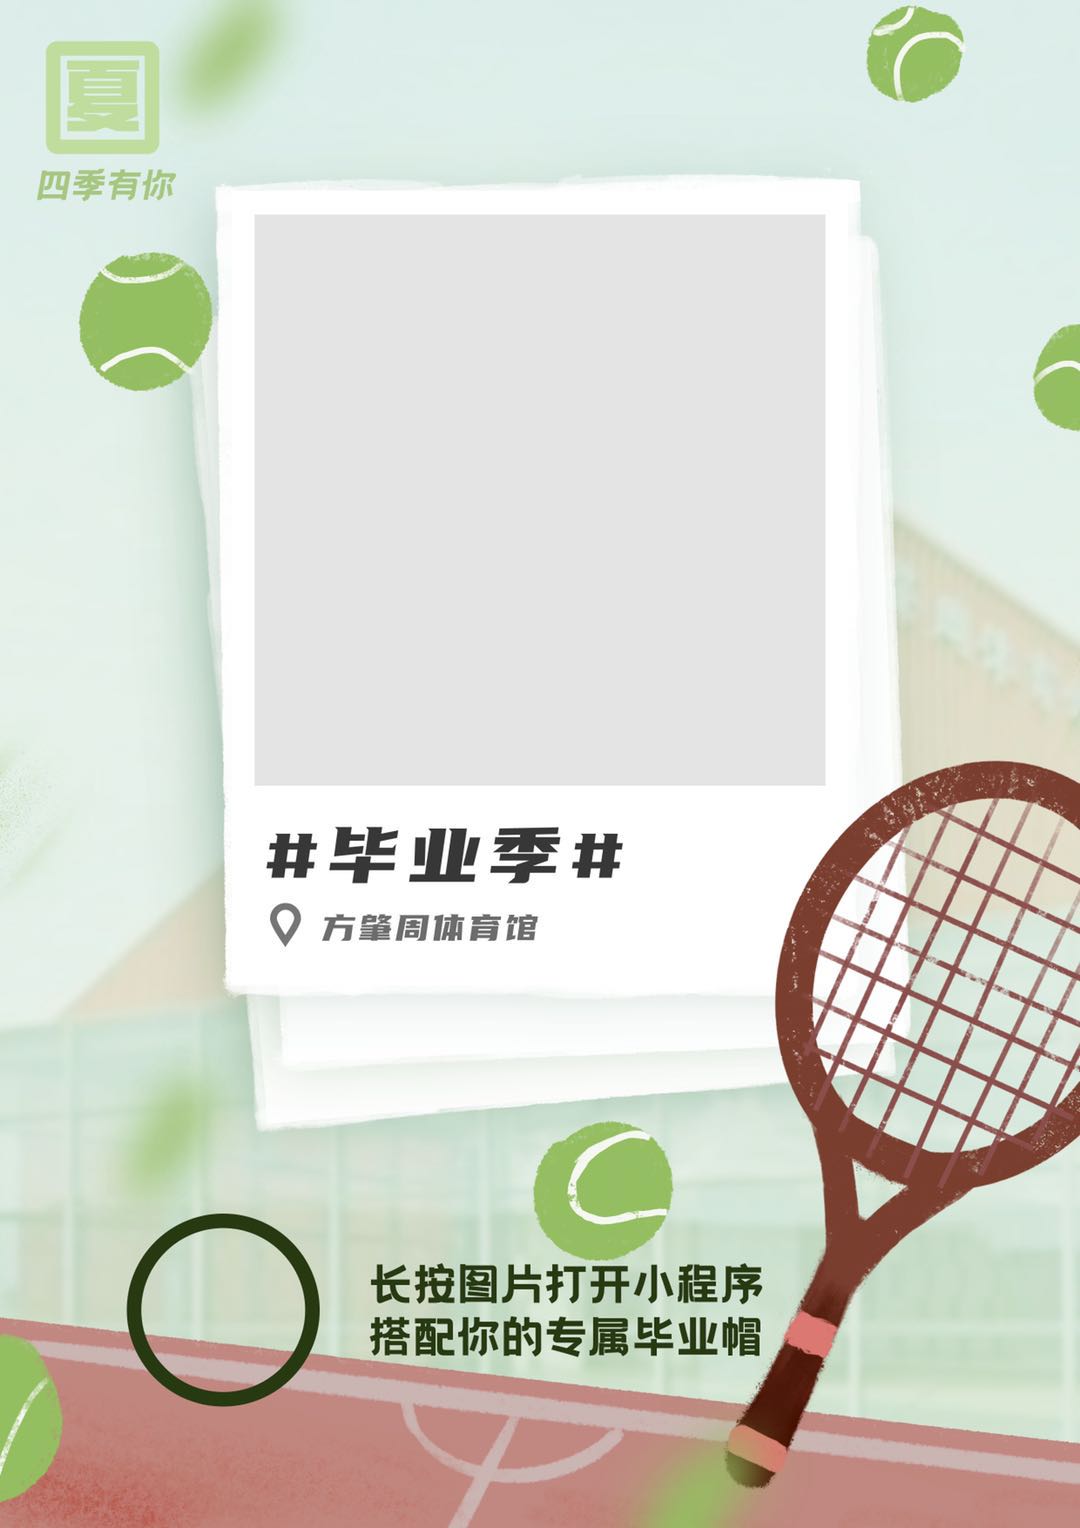 夏
四季有你
#毕业季#
方肇周体育馆
长按图片打开小程序
搭配你的专属毕业帽